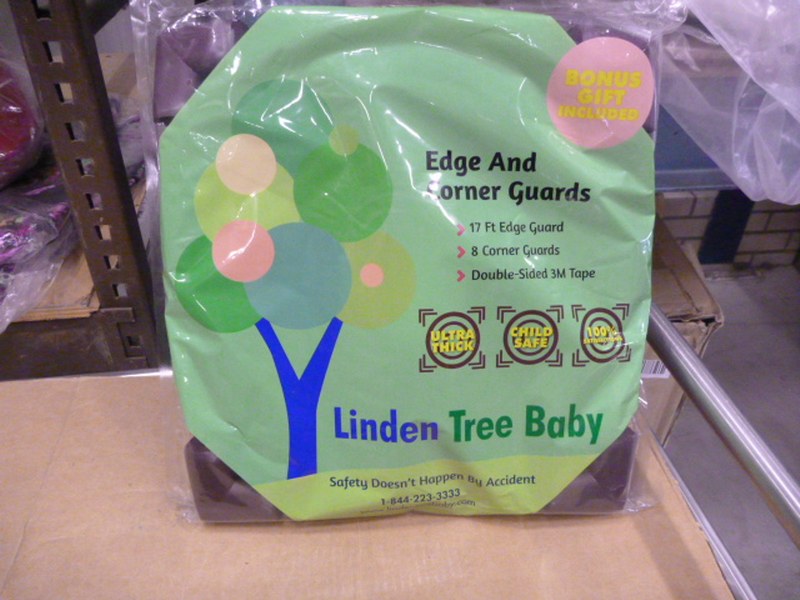 BONUS
GIFT
INCLUDED
Edge And
Corner Guards
17 Ft Edge Guard
8 Corner Guards
Double-Sided 3M Tape
ULTRA
THICK
CHILD
SAFE
100%
Linden Tree Baby
Safety Doesn't Happen By Accident
1-844-223-3333